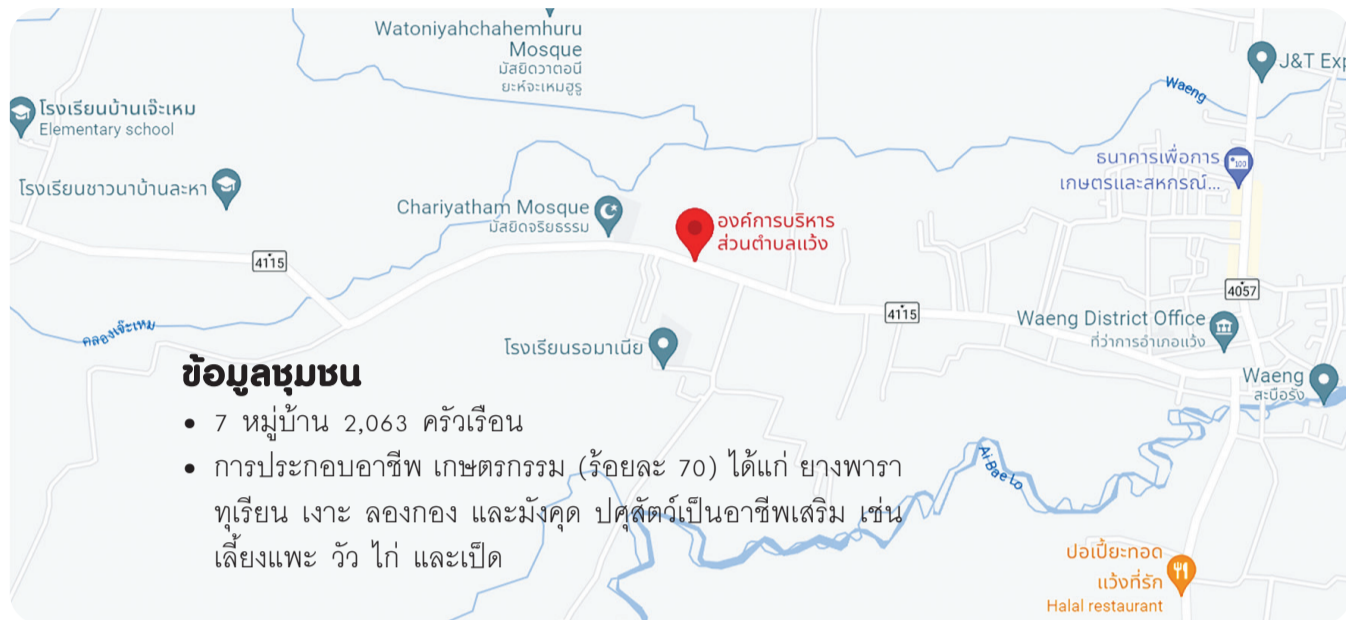 Watoniyahchahemhuru
Mosque
มัสยิดวาตอนี
ยะห์จะเหมฮูรู
J&T Exp
Waeng
โรงเรียนบ้านเจ๊ะเหม
Elementary school
ธนาคารเพื่อการ
เกษตรและสหกรณ์...
โรงเรียนชาวนาบ้านละหา
Chariyatham Mosque
มัสยิดจริยธรรม
องค์การบริหาร
ส่วนตำบลแว้ง
4115
4057
4115
Waeng District Office
ที่ว่าการอำเภอแว้ง
คลองเจ๊ะเหม
โรงเรียนรอมาเนีย
Waeng
สะบือรัง
ข้อมูลชุมชน
• 7 หมู่บ้าน 2,063 ครัวเรือน
• การประกอบอาชีพ เกษตรกรรม (ร้อยละ 70) ได้แก่ ยางพารา
ทุเรียน เงาะ ลองกอง และมังคุด ปศุสัตว์เป็นอาชีพเสริม เช่น
เลี้ยงแพะ วัว ไก่ และเป็ด
Ai Bae Lo
ปอเปี๊ยะทอด
แว้งที่รัก
Halal restaurant